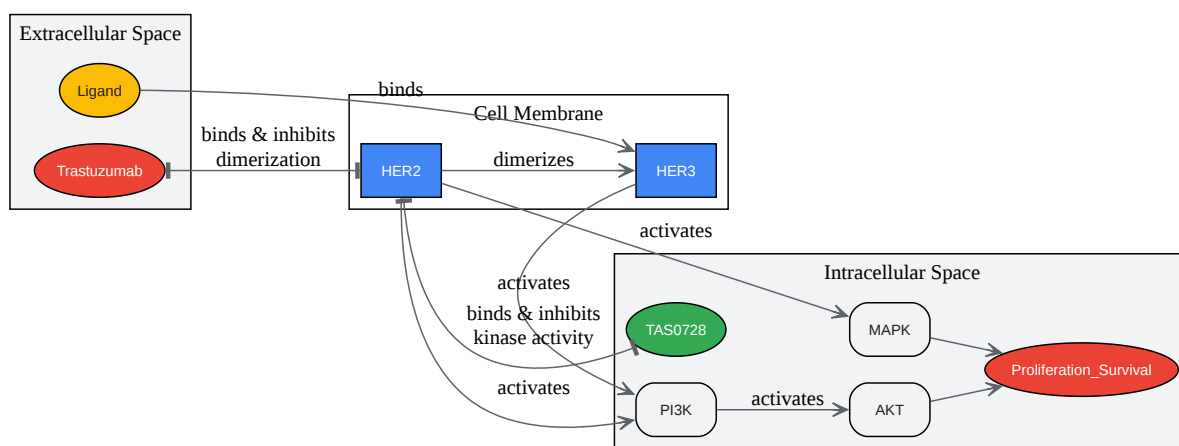 Extracellular Space
Ligand
binds
Cell Membrane
binds & inhibits
dimerization
Trastuzumab
HER2
dimerizes
HER3
activates
Intracellular Space
activates
binds & inhibits
kinase activity
TAS0728
MAPK
Proliferation_Survival
activates
PI3K
activates
AKT